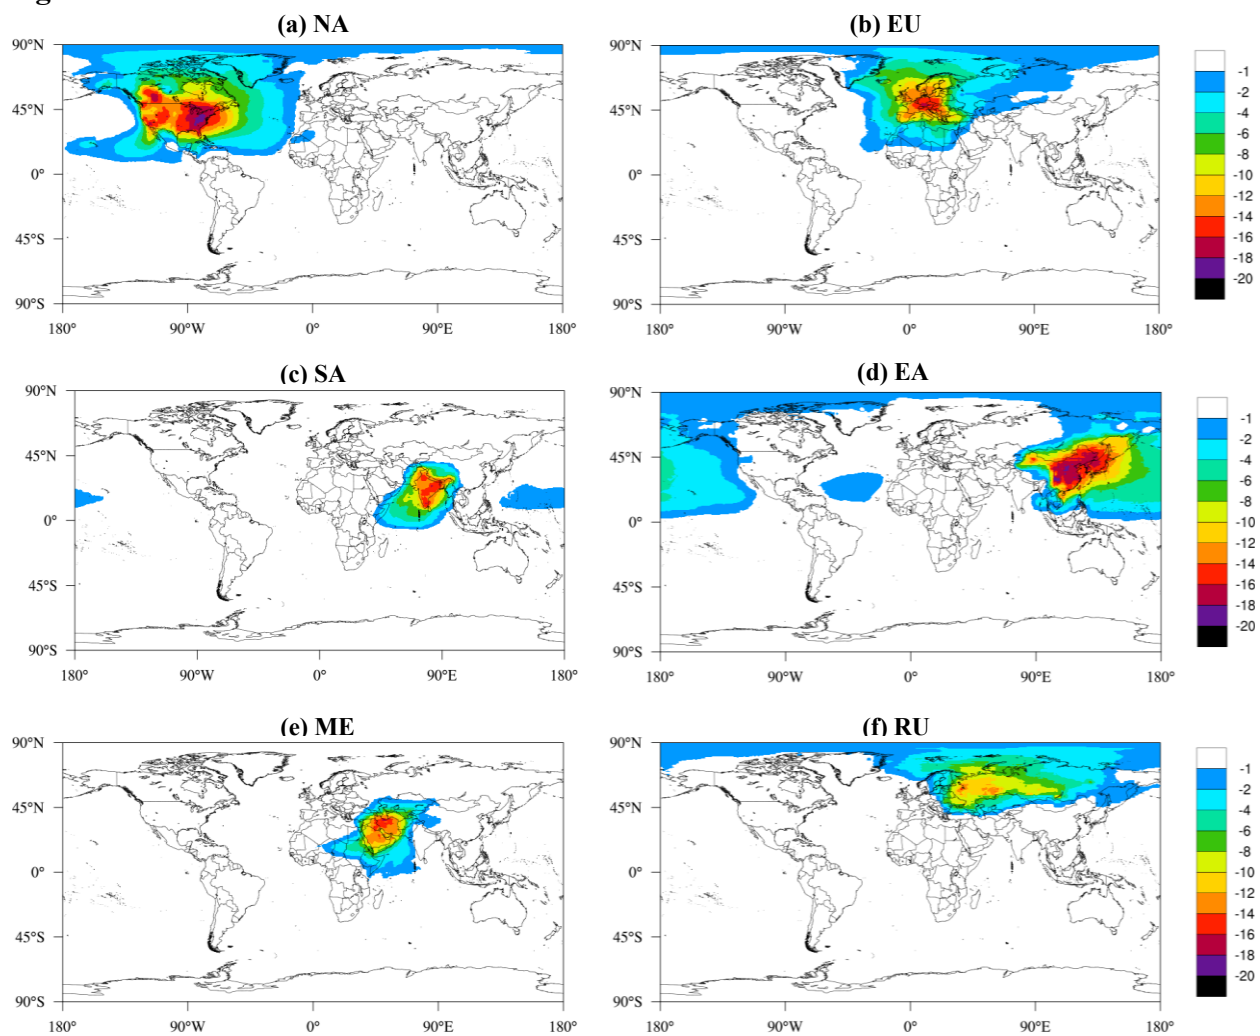 g
(a) NA
(b) EU
90°N
45°N
0°
45°S
90°S
180°
90°W
0°
90°E
180°
90°N
45°N
0°
45°S
90°S
180°
90°W
0°
90°E
180°
-1
-2
-4
-6
-8
-10
-12
-14
-16
-18
-20
(c) SA
(d) EA
90°N
45°N
0°
45°S
90°S
180°
90°W
0°
90°E
180°
90°N
45°N
0°
45°S
90°S
180°
90°W
0°
90°E
180°
-1
-2
-4
-6
-8
-10
-12
-14
-16
-18
-20
(e) ME
(f) RU
90°N
45°N
0°
45°S
90°S
180°
90°W
0°
90°E
180°
90°N
45°N
0°
45°S
90°S
180°
90°W
0°
90°E
180°
-1
-2
-4
-6
-8
-10
-12
-14
-16
-18
-20